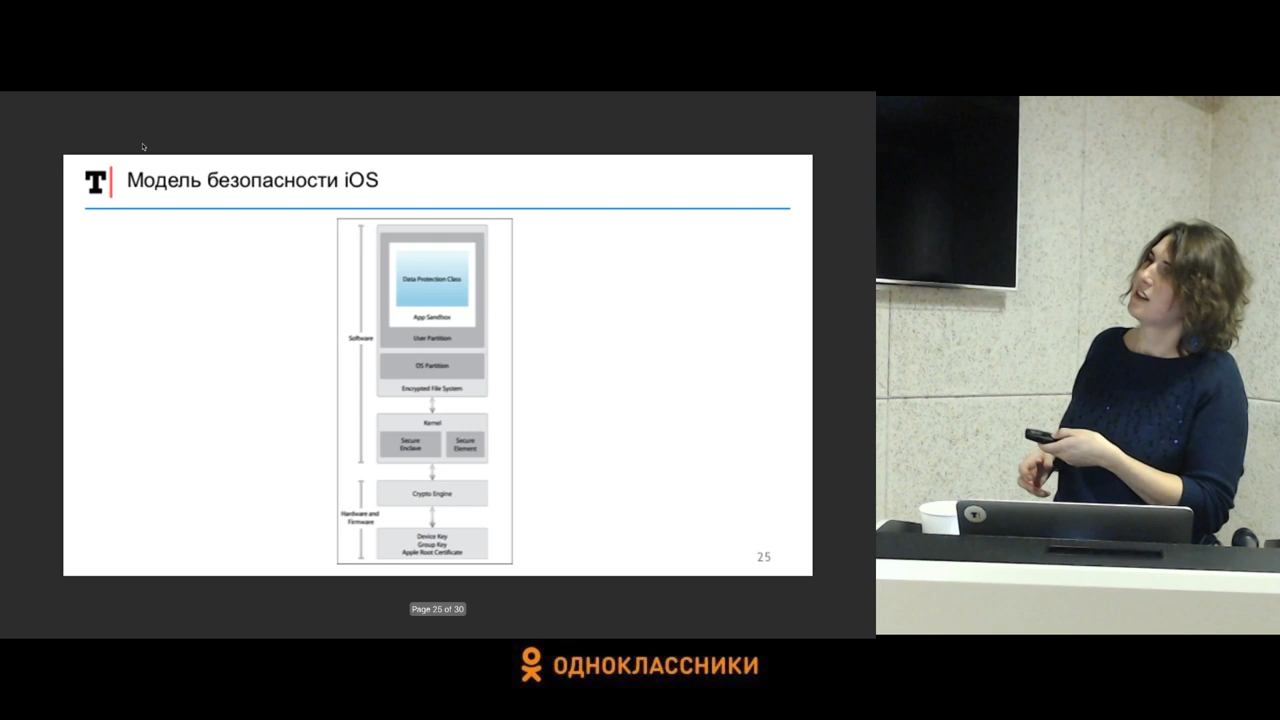 T
Модель безопасности iOS
Data Protection Class
App Sandbox
Software
User Partition
OS Partition
Encrypted File System
Kernel
Secure
Enclave
Secure
Element
Crypto Engine
Hardware and
Firmware
Device Key
Group Key
Apple Root Certificate
25
Page 25 of 30
ОДНОКЛАССНИКИ